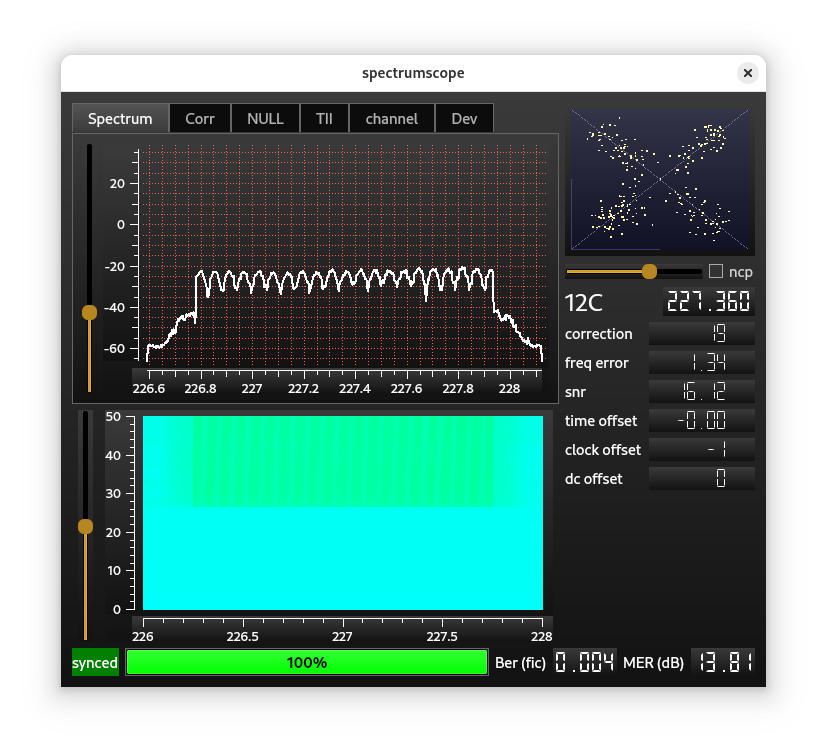 spectrumscope
Spectrum Corr NULL TII channel Dev
20
0
-20
-40
-60
226.6 226.8 227 227.2 227.4 227.6 227.8 228
ncp
12C 227.360
correction 19
freq error 1.34
snr 16.12
time offset -0.00
clock offset -1
dc offset 0
50
40
30
20
10
0
226 226.5 227 227.5 228
synced 100% Ber (fic) 0.004 MER (dB) 13.81